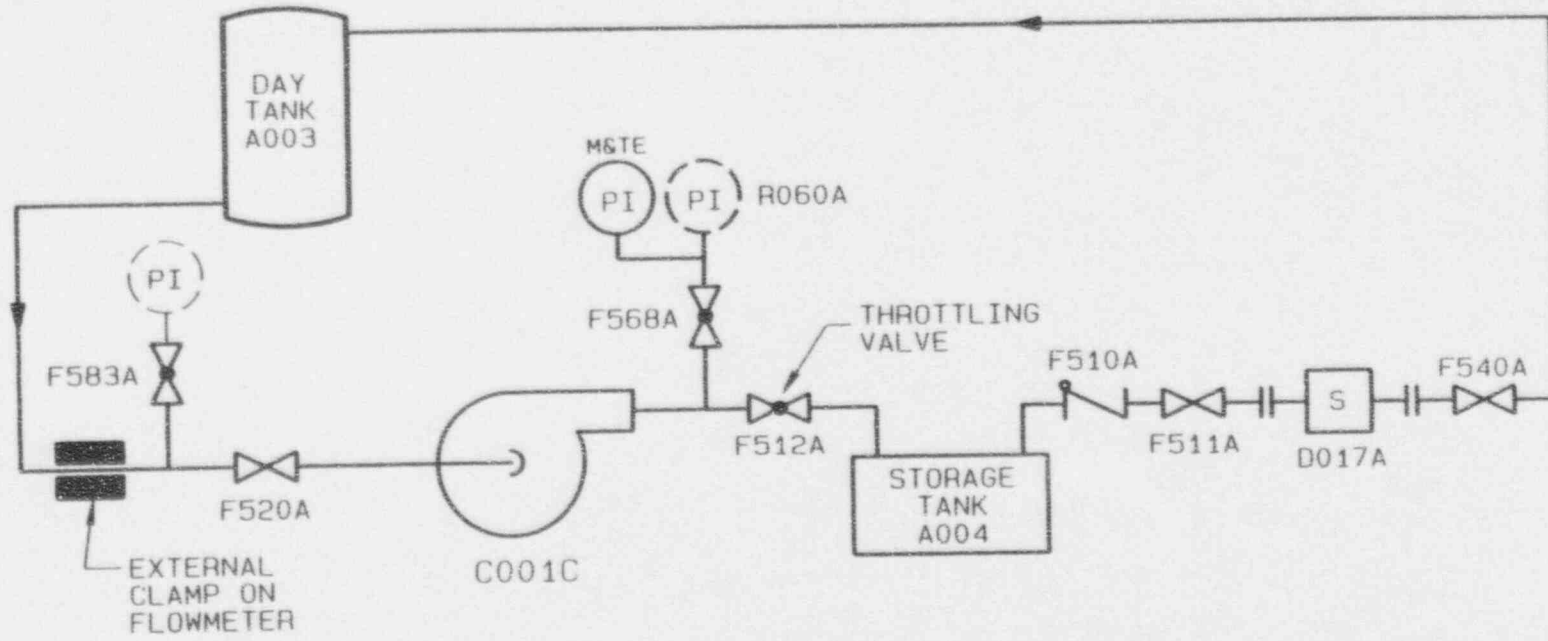 DAY
TANK
A003
M&TE
PI
PI
R060A
PI
F583A
F568A
THROTTLING
VALVE
F510A
F540A
F512A
F511A
S
D017A
F520A
STORAGE
TANK
A004
C001C
EXTERNAL
CLAMP ON
FLOWMETER